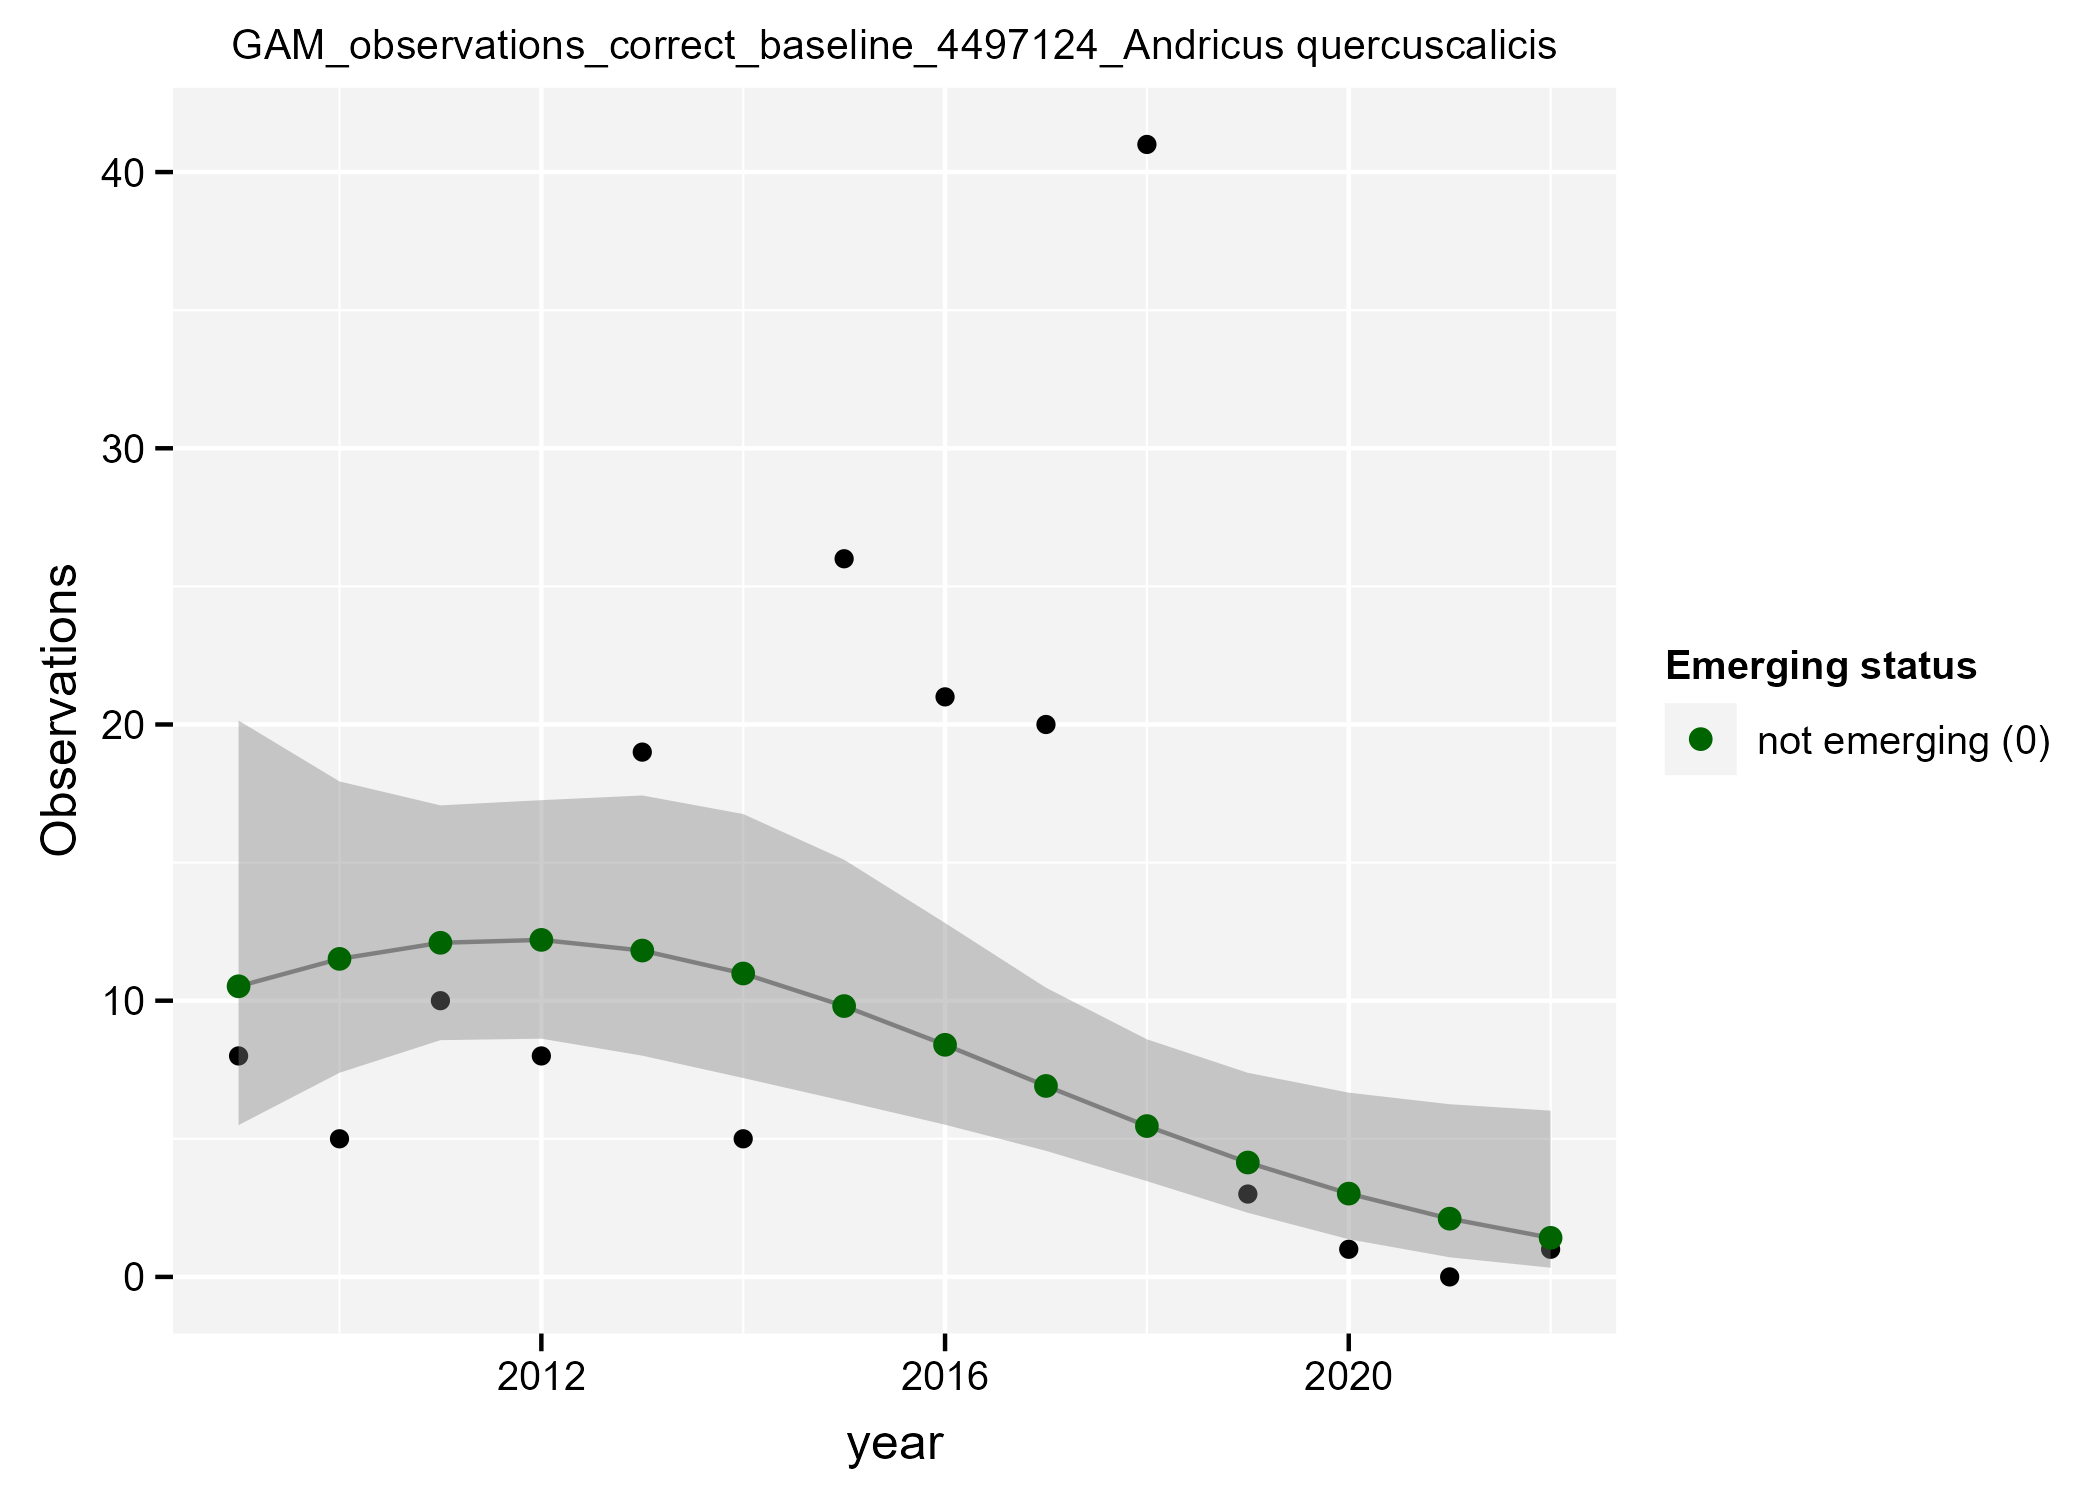 GAM_observations_correct_baseline_4497124_Andricus quercuscalicis
Observations
40
30
20
10
0
2012
2016
2020
year
Emerging status
not emerging (0)